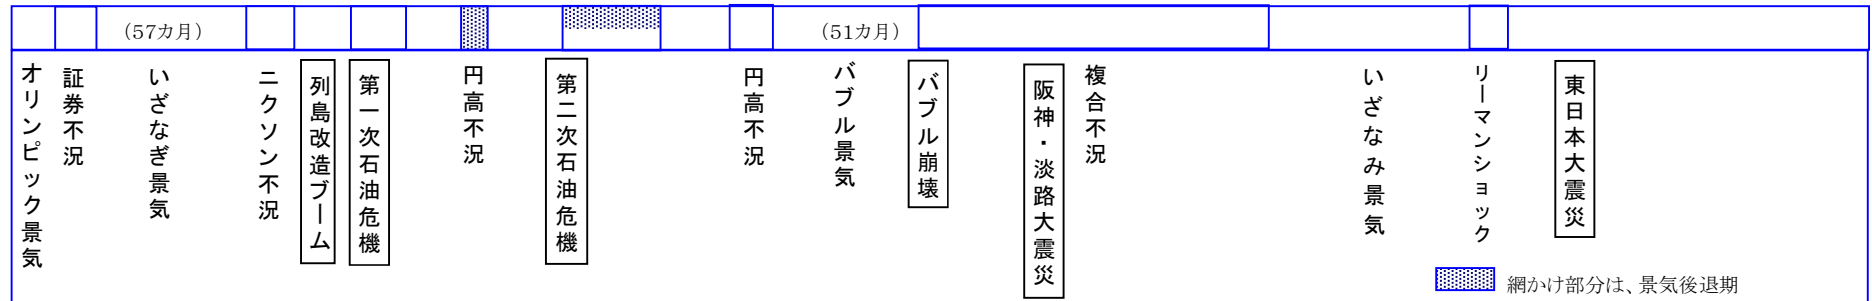 （57カ月）
（51カ月）
オリンピック景気
証券不況
いざなぎ景気
ニクソン不況
列島改造ブーム
第一次石油危機
円高不況
第二次石油危機
円高不況
バブル景気
バブル崩壊
阪神・淡路大震災
複合不況
いざなみ景気
リーマンショック
東日本大震災
網かけ部分は、景気後退期